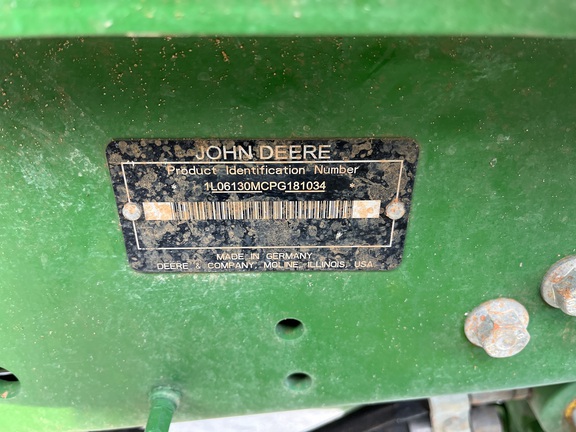 JOHN DEERE
Product Identification Number
1L06130MCPG181034
MADE IN GERMANY
DEERE & COMPANY, MOLINE, ILLINOIS, USA